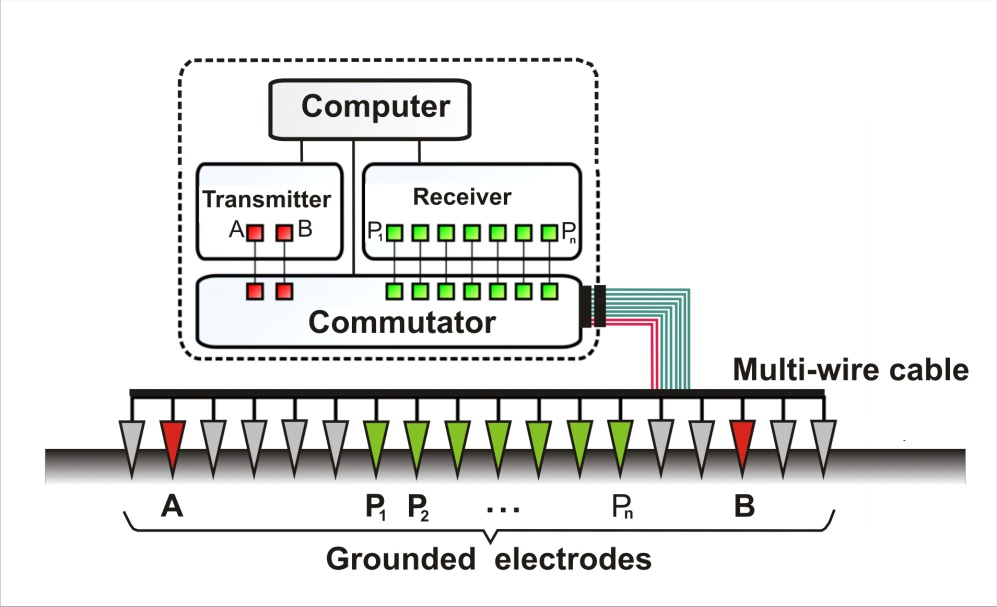 Computer
Transmitter
A B
Receiver
P1 Pn
Commutator
Multi-wire cable
A P1 P2 ... Pn B
Grounded electrodes